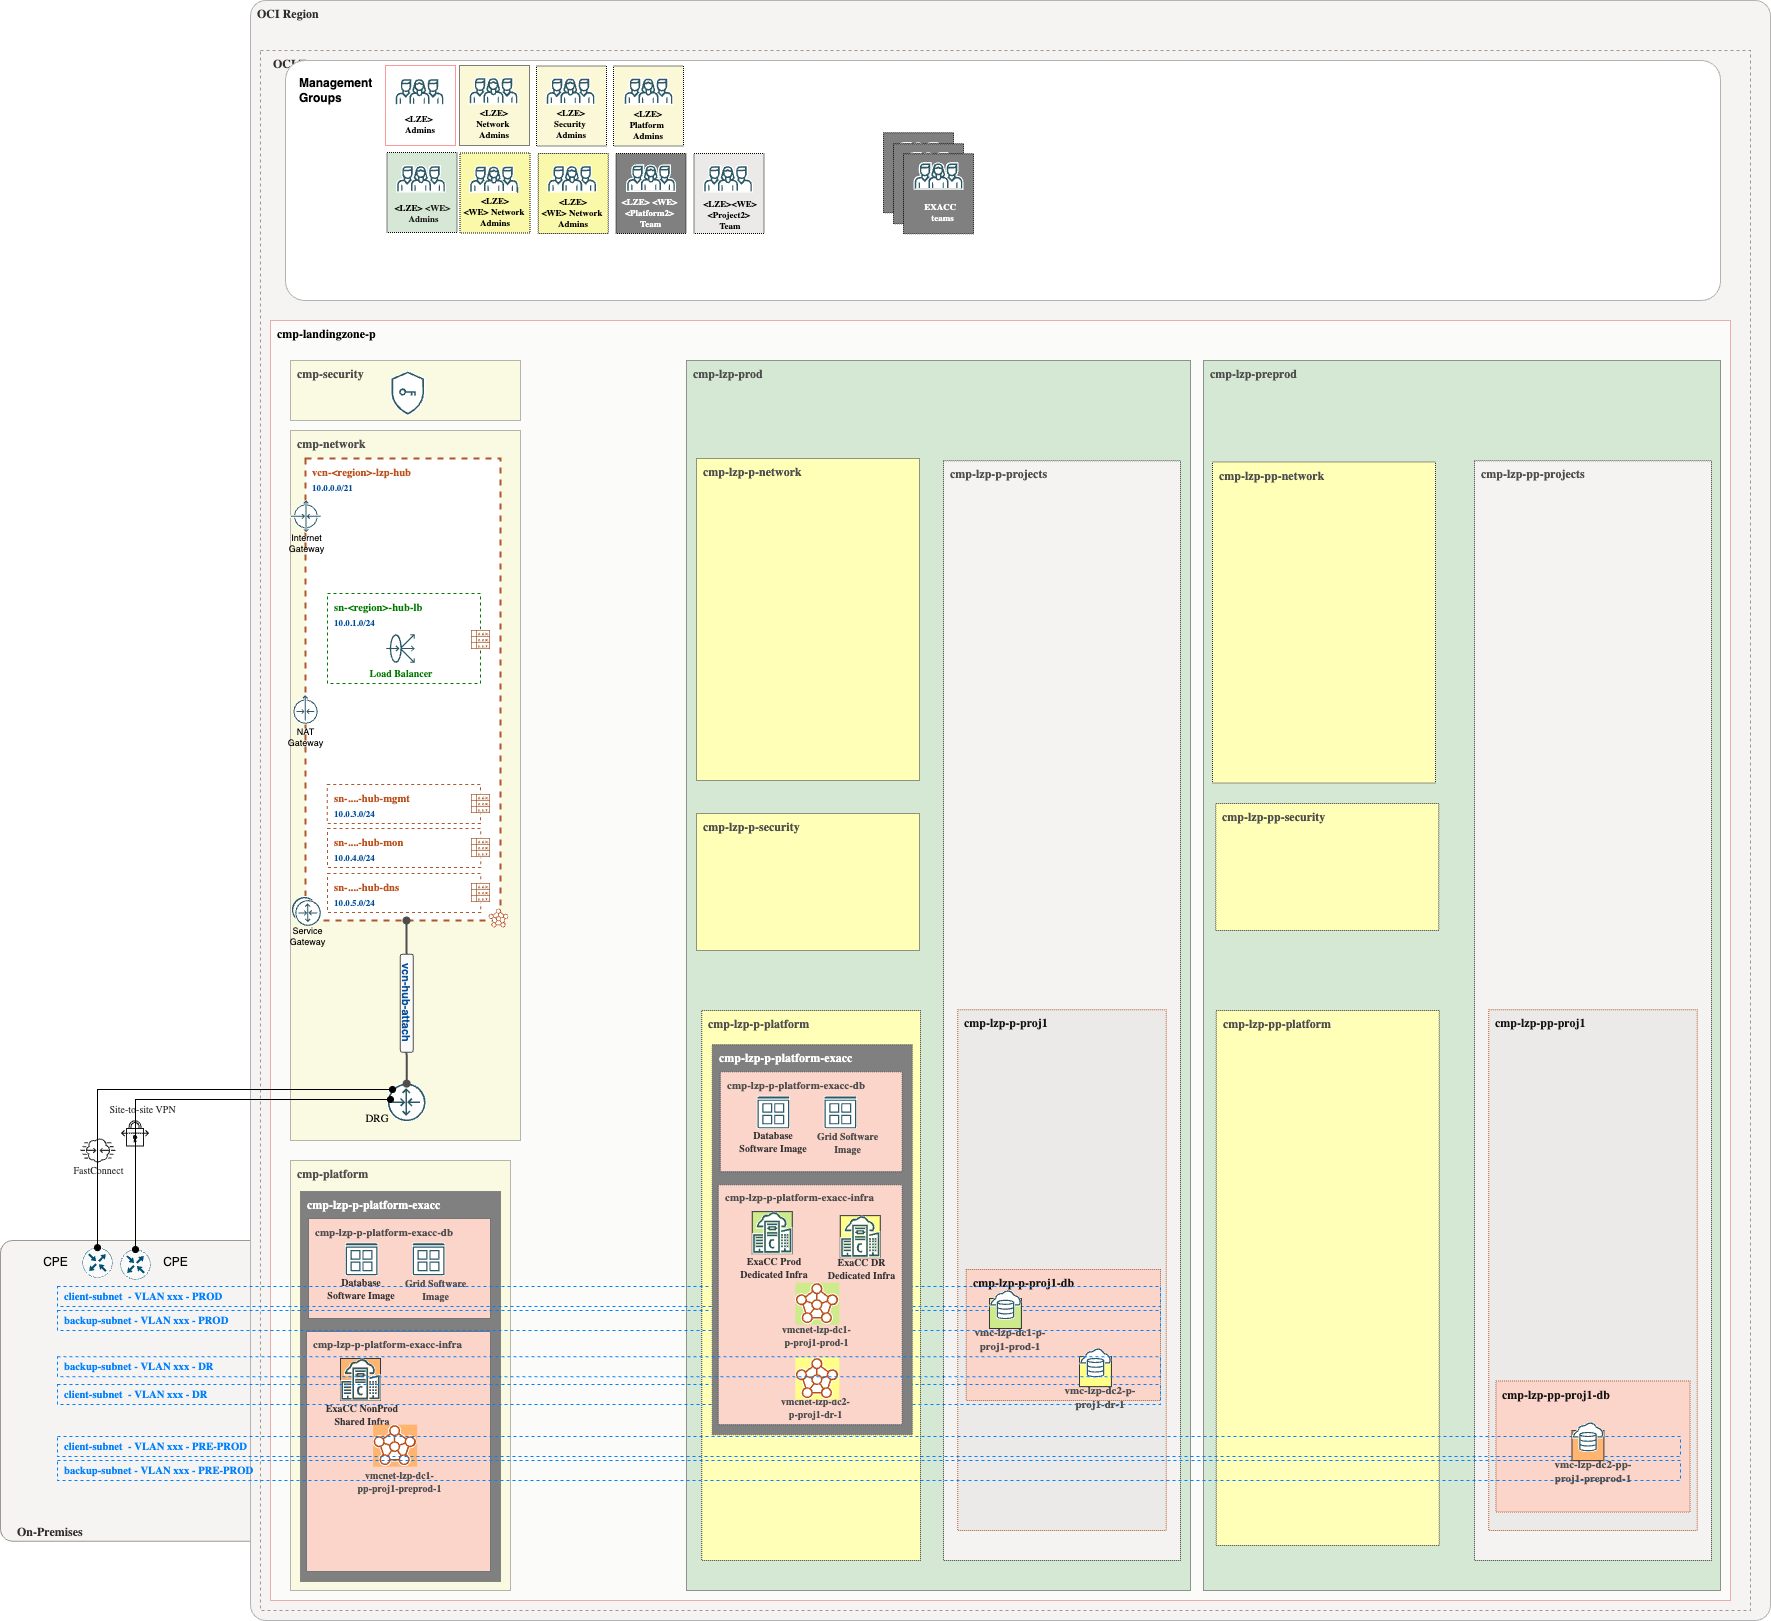 OCI Region
OCI
Management
Groups
<LZE>
Admins
<LZE>
Network
Admins
<LZE>
Security
Admins
<LZE>
Platform
Admins
<LZE> <WE>
Admins
<LZE>
<WE> Network
Admins
<LZE>
<WE> Network
Admins
<LZE> <WE>
<Platform2>
Team
<LZE><WE>
<Project2>
Team
EXACC
teams
cmp-landingzone-p
cmp-security
cmp-network
vcn-<region>-lzp-hub
10.0.0.0/21
Internet
Gateway
sn-<region>-hub-lb
10.0.1.0/24
Load Balancer
NAT
Gateway
sn-....-hub-mgmt
10.0.3.0/24
sn-....-hub-mon
10.0.4.0/24
sn-....-hub-dns
10.0.5.0/24
Service
Gateway
vcn-hub-attach
DRG
Site-to-site VPN
FastConnect
CPE
CPE
On-Premises
client-subnet - VLAN xxx - PROD
backup-subnet - VLAN xxx - PROD
backup-subnet - VLAN xxx - DR
client-subnet - VLAN xxx - DR
client-subnet - VLAN xxx - PRE-PROD
backup-subnet - VLAN xxx - PRE-PROD
cmp-platform
cmp-lzp-p-platform-exacc
cmp-lzp-p-platform-exacc-db
Database
Software Image
Grid Software
Image
cmp-lzp-p-platform-exacc-infra
ExaCC NonProd
Shared Infra
vmcnet-lzp-dc1-
pp-proj1-preprod-1
cmp-lzp-prod
cmp-lzp-p-network
cmp-lzp-p-security
cmp-lzp-p-platform
cmp-lzp-p-platform-exacc
cmp-lzp-p-platform-exacc-db
Database
Software Image
Grid Software
Image
cmp-lzp-p-platform-exacc-infra
ExaCC Prod
Dedicated Infra
ExaCC DR
Dedicated Infra
vmcnet-lzp-dc1-
p-proj1-prod-1
vmcnet-lzp-dc2-
p-proj1-dr-1
cmp-lzp-p-projects
cmp-lzp-p-proj1
cmp-lzp-p-proj1-db
vmc-lzp-dc1-p-
proj1-prod-1
vmc-lzp-dc2-p-
proj1-dr-1
cmp-lzp-preprod
cmp-lzp-pp-network
cmp-lzp-pp-security
cmp-lzp-pp-platform
cmp-lzp-pp-projects
cmp-lzp-pp-proj1
cmp-lzp-pp-proj1-db
vmc-lzp-dc2-pp-
proj1-preprod-1